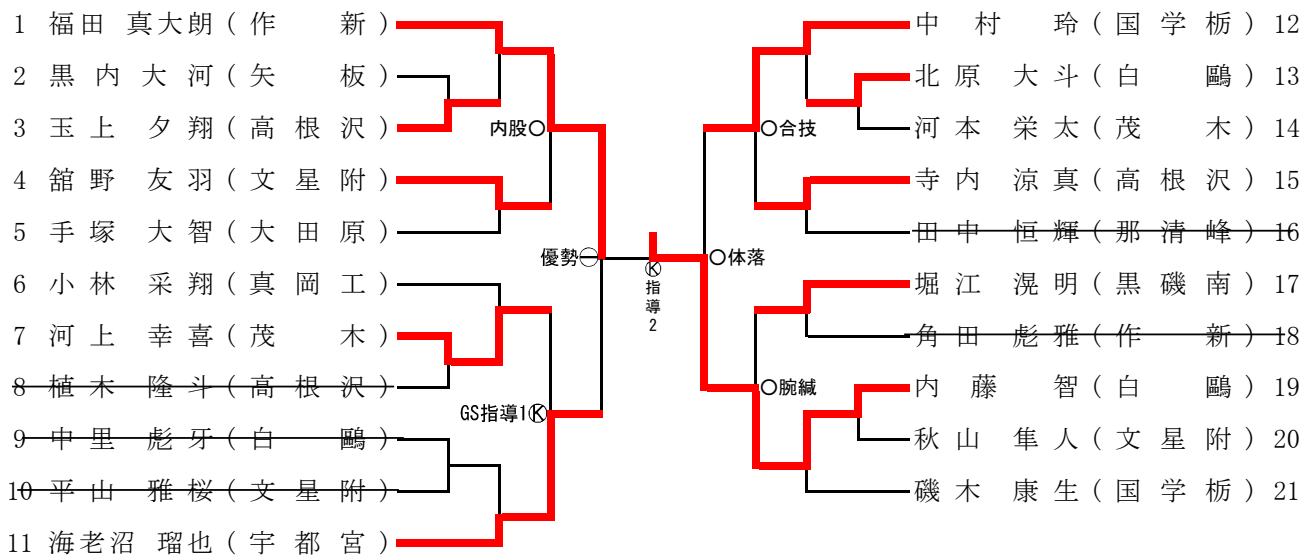 1 福田 真大朗(作 新)
2 黒内大河(矢 板)
3 玉上 夕翔(高根沢)
内股○
4 舘野 友羽(文星附)
5 手塚 大智(大田原)
優勢㊀
6 小林 采翔(真岡工)
7 河上 幸喜(茂 木)
8 植木 隆斗(高根沢)
GS指導1Ⓚ
9 中里 彪牙(白 鷗)
10 平山 雅桜(文星附)
11 海老沼 瑠也(宇都宮)
Ⓚ指導2
中村 玲(国学栃) 12
北原 大斗(白 鷗) 13
○合技
河本 栄太(茂 木) 14
寺内 涼真(高根沢) 15
田中 恒輝(那清峰) 16
○体落
堀江 滉明(黒磯南) 17
角田 彪雅(作 新) 18
○腕緘
内藤 智(白 鷗) 19
秋山 隼人(文星附) 20
磯木 康生(国学栃) 21